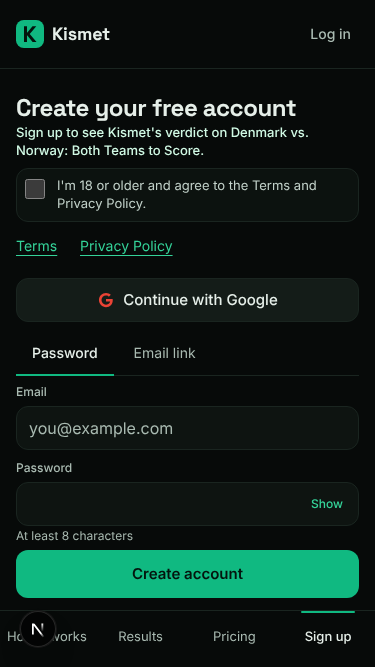 Kismet
Log in
Create your free account
Sign up to see Kismet's verdict on Denmark vs.
Norway: Both Teams to Score.
I'm 18 or older and agree to the Terms and
Privacy Policy.
Terms
Privacy Policy
Continue with Google
Password
Email link
Email
you@example.com
Password
Show
At least 8 characters
Create account
Results
Pricing
Sign up